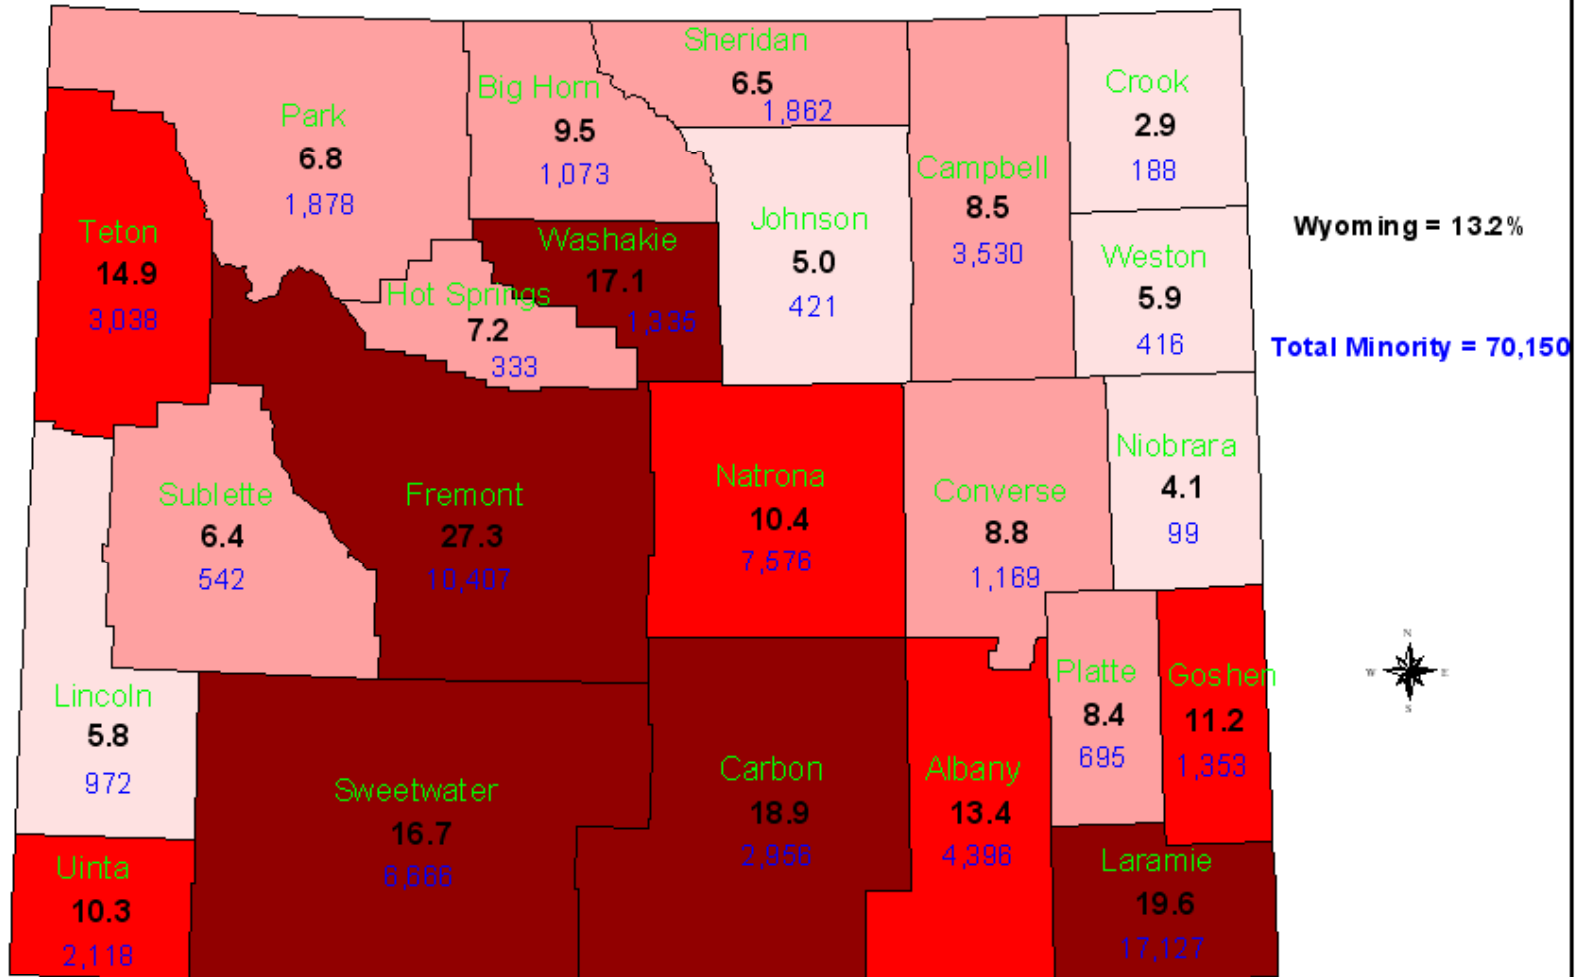 Sheridan
6.5
1,862
Crook
2.9
188
Big Horn
9.5
1,073
Park
6.8
1,878
Campbell
8.5
3,530
Teton
14.9
3,038
Washakie
17.1
1,335
Johnson
5.0
421
Weston
5.9
416
Wyoming = 13.2%
Total Minority = 70,150
Hot Springs
7.2
333
Niobrara
4.1
99
Sublette
6.4
542
Fremont
27.3
10,407
Natrona
10.4
7,576
Converse
8.8
1,169
Lincoln
5.8
972
Platte
8.4
695
Goshen
11.2
1,353
N
W E
S
Sweetwater
16.7
6,666
Carbon
18.9
2,956
Albany
13.4
4,396
Uinta
10.3
2,118
Laramie
19.6
17,127